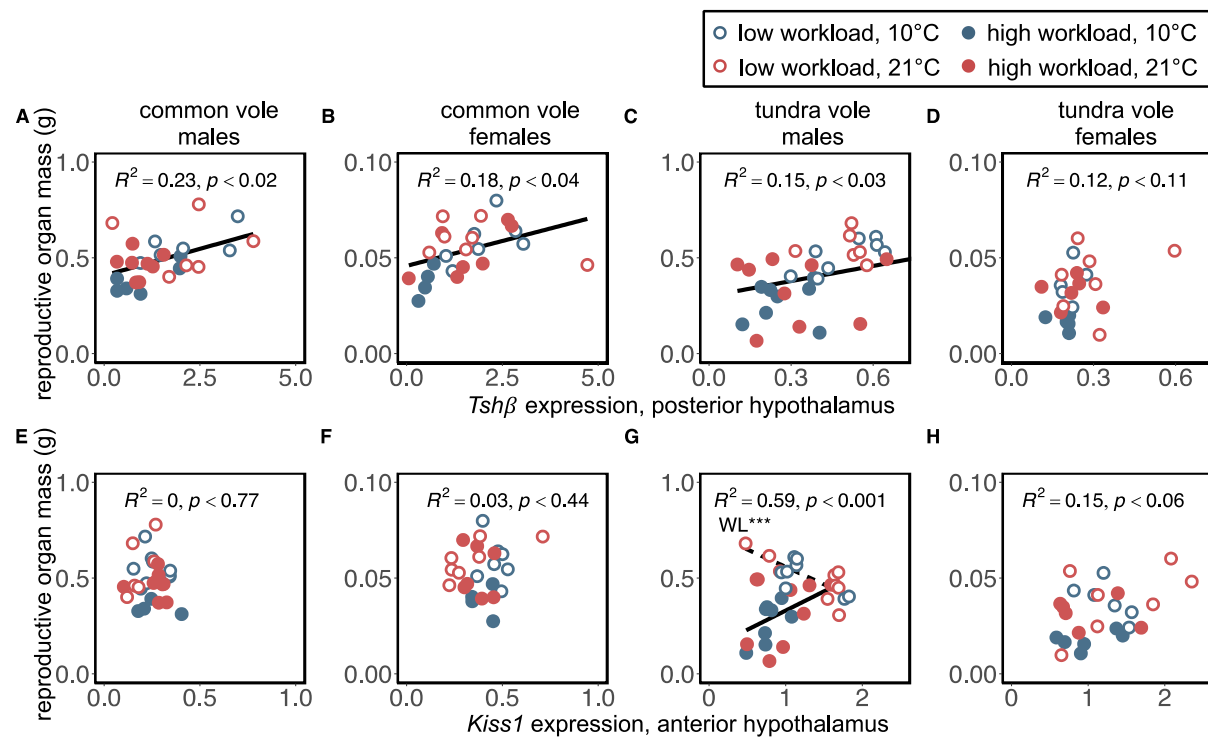 low workload, 10°C high workload, 10°C
low workload, 21°C high workload, 21°C
A common vole males
B common vole females
C tundra vole males
D tundra vole females
reproductive organ mass (g)
1.0
0.5
0.0
R² = 0.23, p < 0.02
0.0 2.5 5.0
0.10
0.05
0.00
R² = 0.18, p < 0.04
0.0 2.5 5.0
1.0
0.5
0.0
R² = 0.15, p < 0.03
0.0 0.3 0.6
0.10
0.05
0.00
R² = 0.12, p < 0.11
0.0 0.3 0.6
Tshβ expression, posterior hypothalamus
E
F
G
H
reproductive organ mass (g)
1.0
0.5
0.0
R² = 0, p < 0.77
0.0 0.5 1.0
0.10
0.05
0.00
R² = 0.03, p < 0.44
0.0 0.5 1.0
1.0
0.5
0.0
R² = 0.59, p < 0.001
WL***
0 1 2
0.10
0.05
0.00
R² = 0.15, p < 0.06
0 1 2
Kiss1 expression, anterior hypothalamus